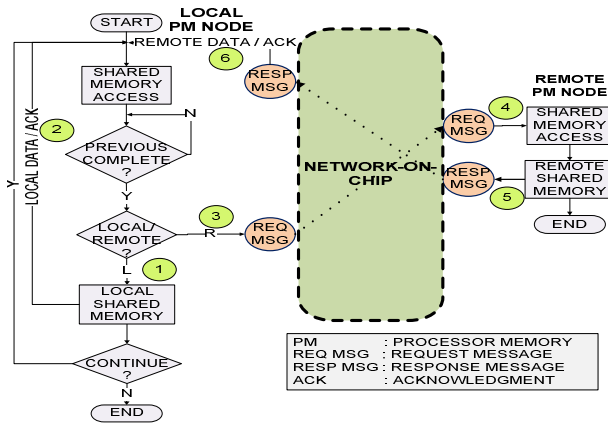 LOCAL
PM NODE
START
REMOTE DATA / ACK
6
SHARED
MEMORY
ACCESS
RESP
MSG
N
2
PREVIOUS
COMPLETE
?
Y
LOCAL DATA/ACK
Y
LOCAL/
REMOTE
?
R
3
REQ
MSG
L
1
LOCAL
SHARED
MEMORY
CONTINUE
?
N
END
NETWORK-ON-
CHIP
REMOTE
PM NODE
REQ
MSG
4
SHARED
MEMORY
ACCESS
RESP
MSG
5
REMOTE
SHARED
MEMORY
END
PM : PROCESSOR MEMORY
REQ MSG : REQUEST MESSAGE
RESP MSG : RESPONSE MESSAGE
ACK : ACKNOWLEDGMENT